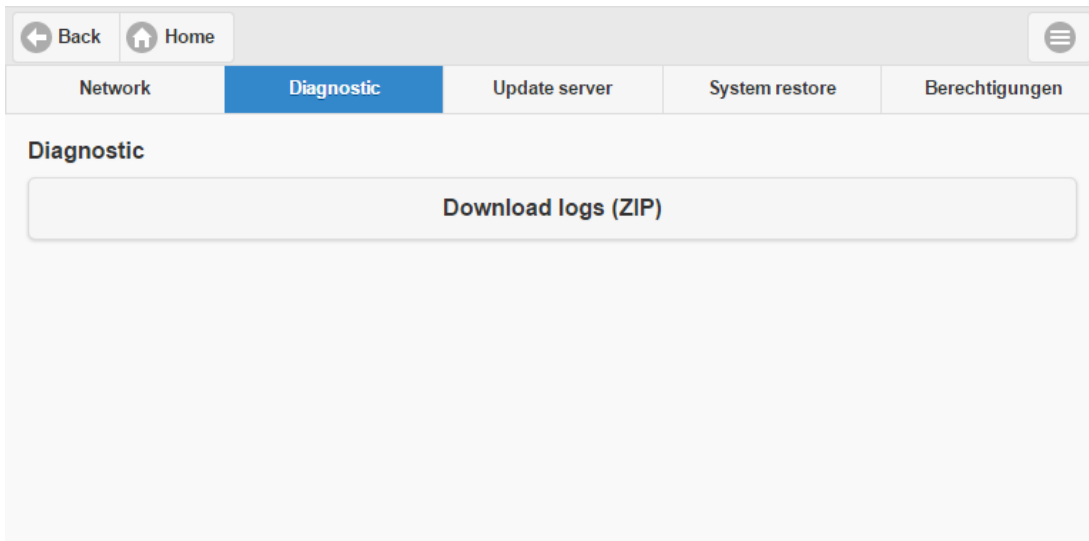 Back Home
Network Diagnostic Update server System restore Berechtigungen
Diagnostic
Download logs (ZIP)